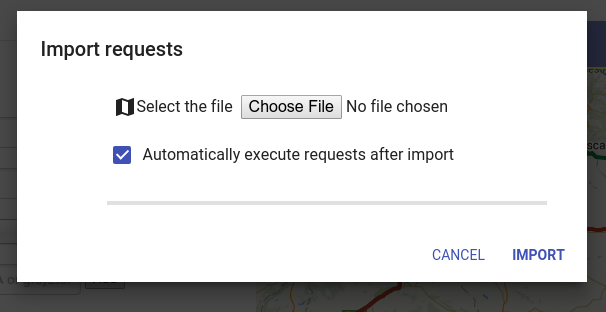 Import requests
Select the file Choose File No file chosen
Automatically execute requests after import
CANCEL IMPORT